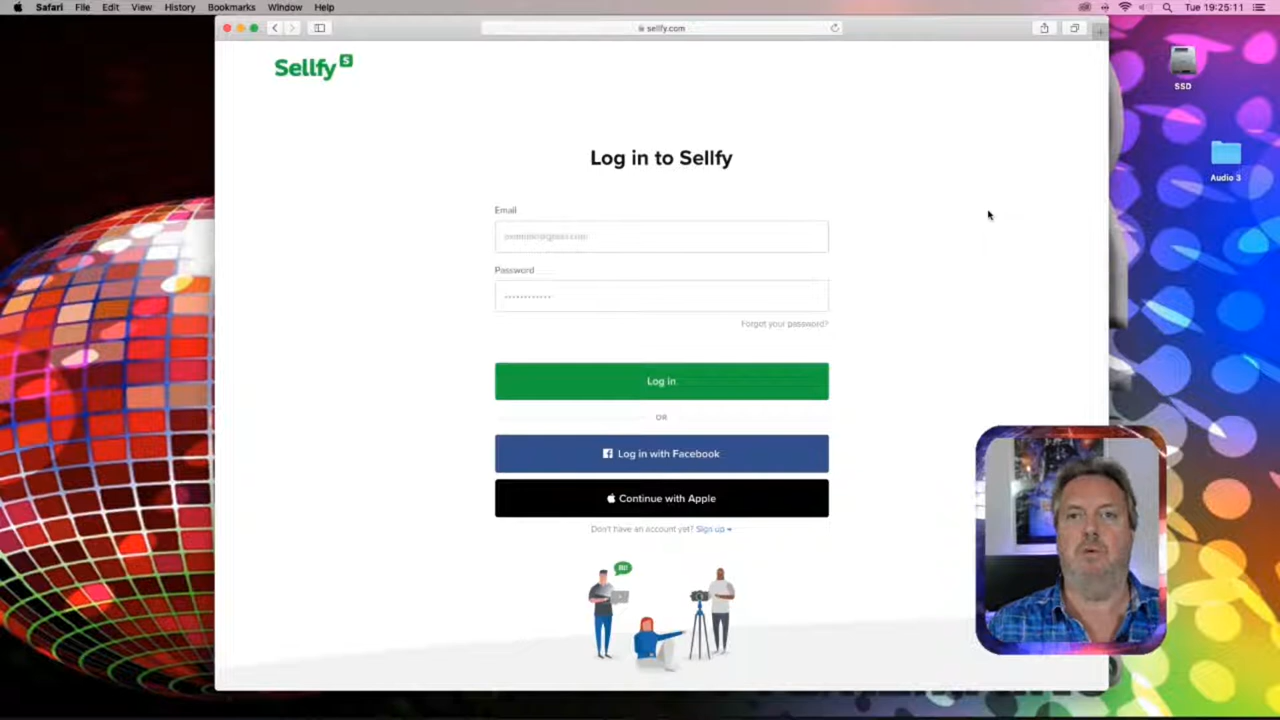 Safari File Edit View History Bookmarks Window Help Tue 19:25:11
sellfy.com
Sellfy S
SSD
Audio 3
Log in to Sellfy
Email
Password
Forgot your password?
Log in
OR
Log in with Facebook
Continue with Apple
Don't have an account yet? Sign up